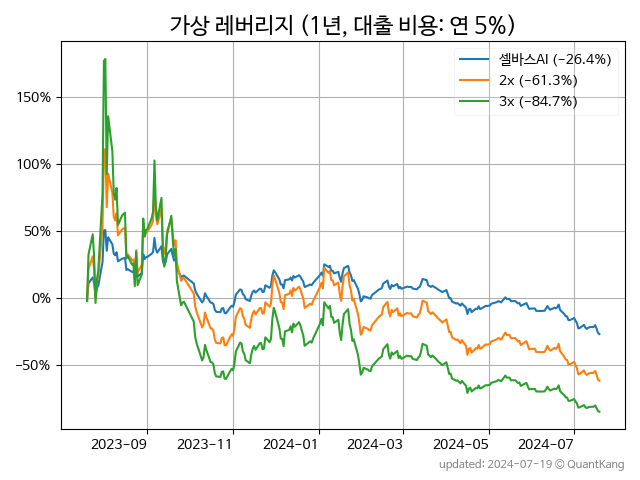 가상 레버리지 (1년, 대출 비용: 연 5%)
셀바스AI (−26.4%)
2x (−61.3%)
3x (−84.7%)
150%
100%
50%
0%
−50%
2023-09 2023-11 2024-01 2024-03 2024-05 2024-07
updated: 2024-07-19 © QuantKang